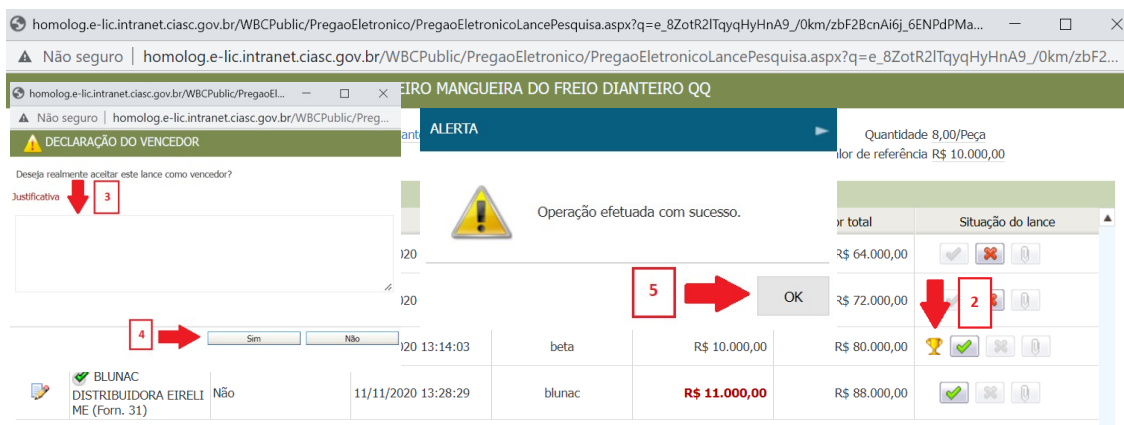 homolog.e-lic.intranet.ciasc.gov.br/WBCPublic/PregaoEletronico/PregaoEletronicoLancePesquisa.aspx?q=e_8ZotR2lTqyqHyHnA9_/0km/zbF2BcnAi6j_6ENPdPMa...
Não seguro | homolog.e-lic.intranet.ciasc.gov.br/WBCPublic/PregaoEletronico/PregaoEletronicoLancePesquisa.aspx?q=e_8ZotR2lTqyqHyHnA9_/0km/zbF2...
EIRO MANGUEIRA DO FREIO DIANTEIRO QQ
homolog.e-lic.intranet.ciasc.gov.br/WBCPublic/PregaoEl...
Não seguro | homolog.e-lic.intranet.ciasc.gov.br/WBCPublic/Preg...
DECLARAÇÃO DO VENCEDOR
Deseja realmente aceitar este lance como vencedor?
Justificativa
3
4
Sim Não
ant
ALERTA
Operação efetuada com sucesso.
5
OK
Quantidade 8,00/Peça
lor de referência R$ 10.000,00
or total Situação do lance
020 R$ 64.000,00
020 R$ 72.000,00
2
020 13:14:03 beta R$ 10.000,00 R$ 80.000,00
BLUNAC
DISTRIBUIDORA EIRELI Não 11/11/2020 13:28:29 blunac R$ 11.000,00 R$ 88.000,00
ME (Forn. 31)